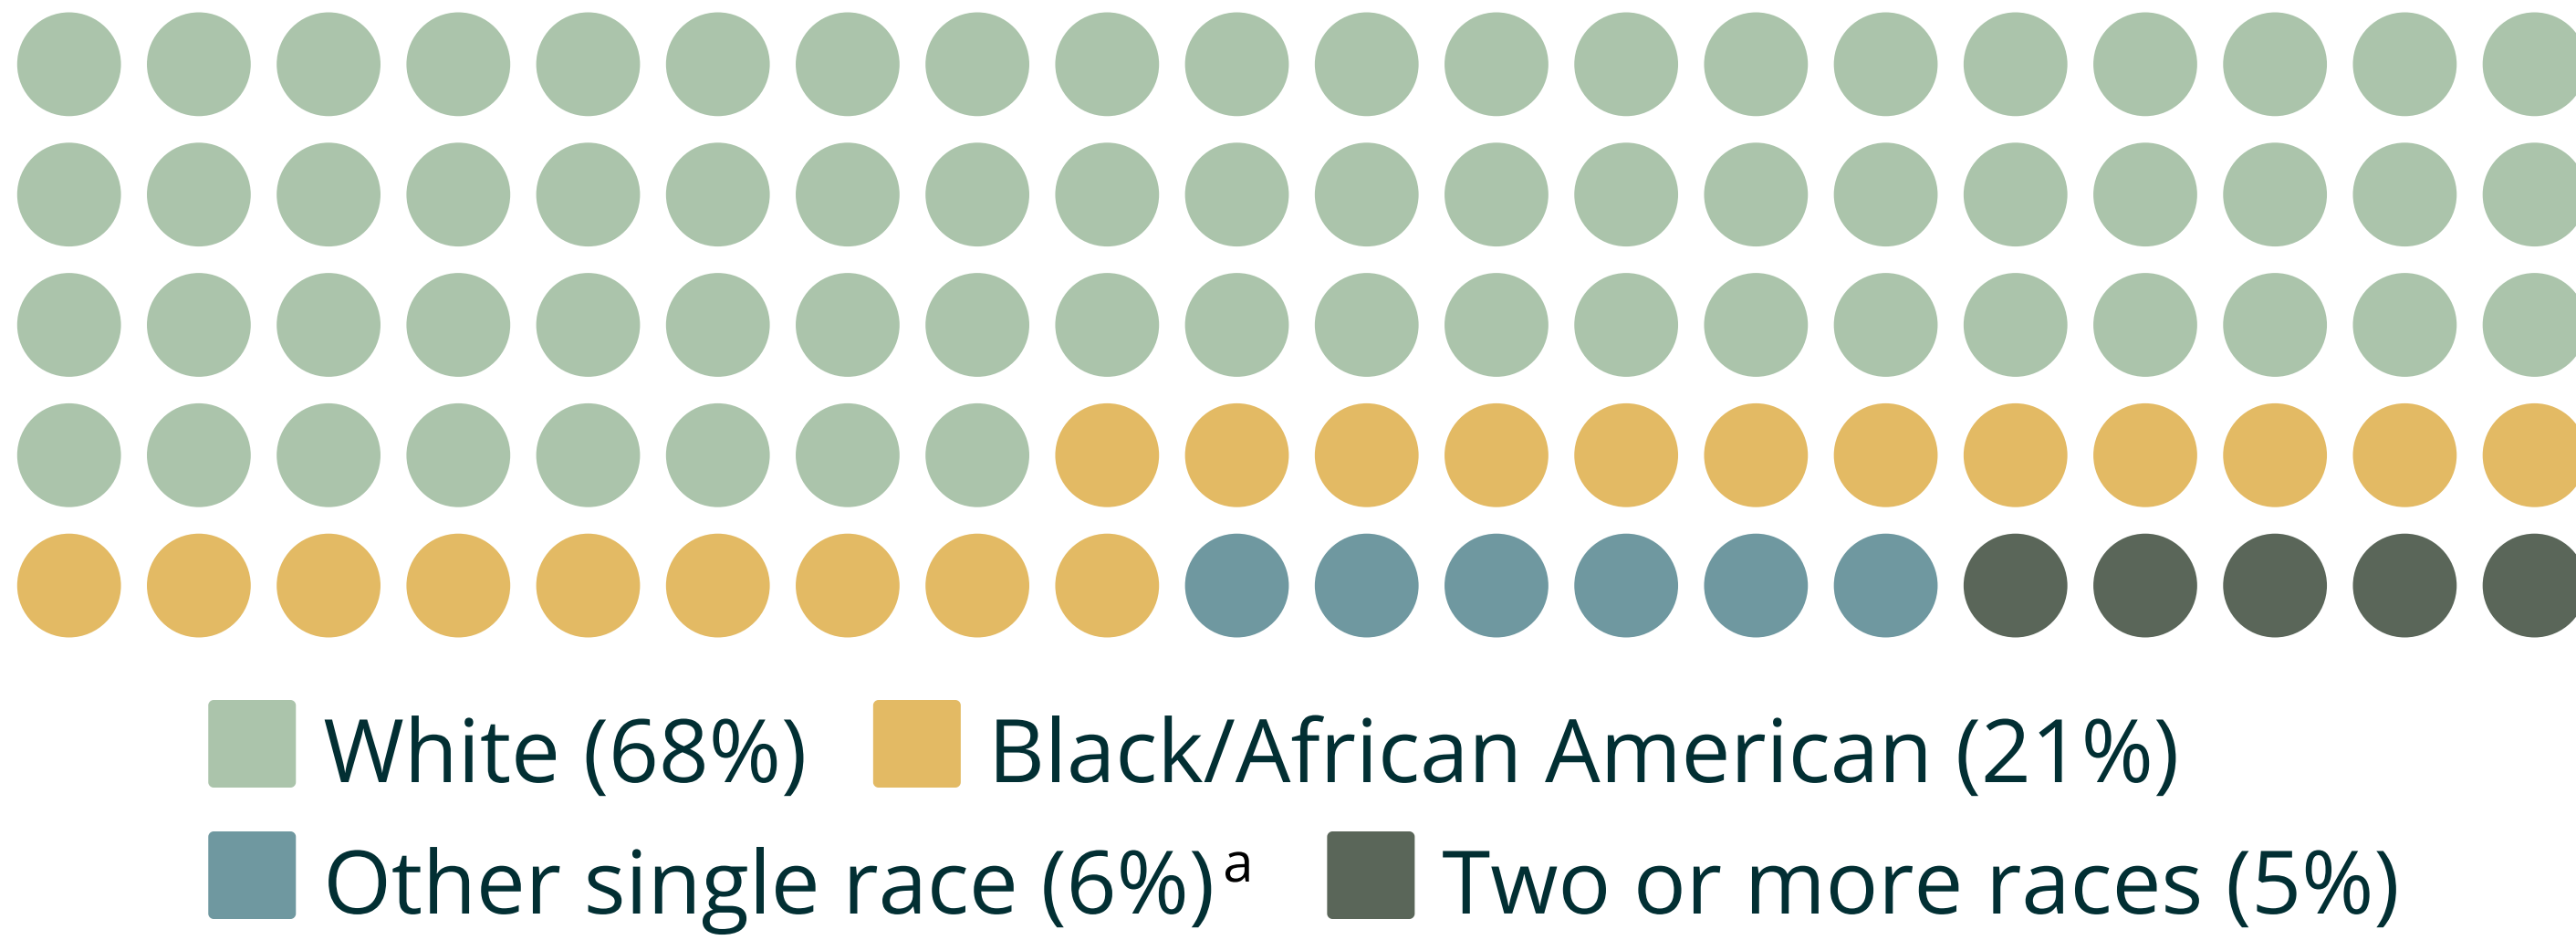 White (68%) Black/African American (21%)
Other single race (6%)a Two or more races (5%)